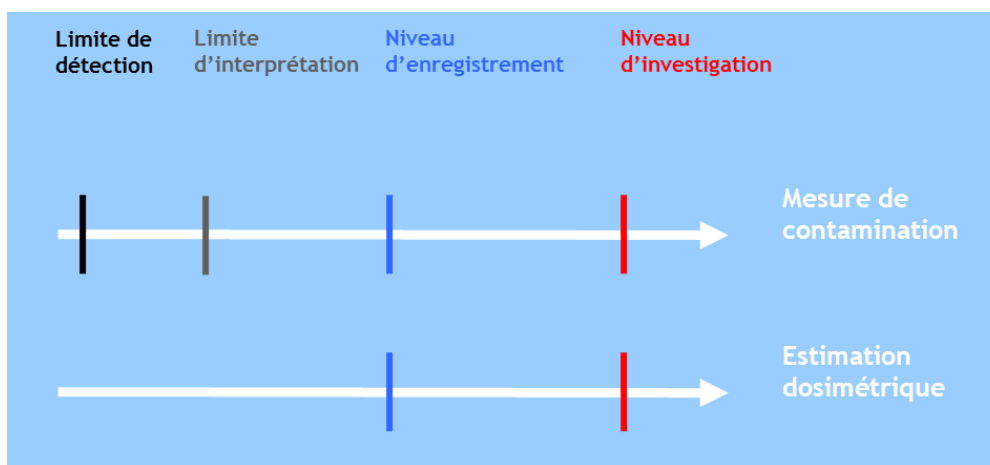 Limite de
détection
Limite
d’interprétation
Niveau
d’enregistrement
Niveau
d’investigation
Mesure de
contamination
Estimation
dosimétrique